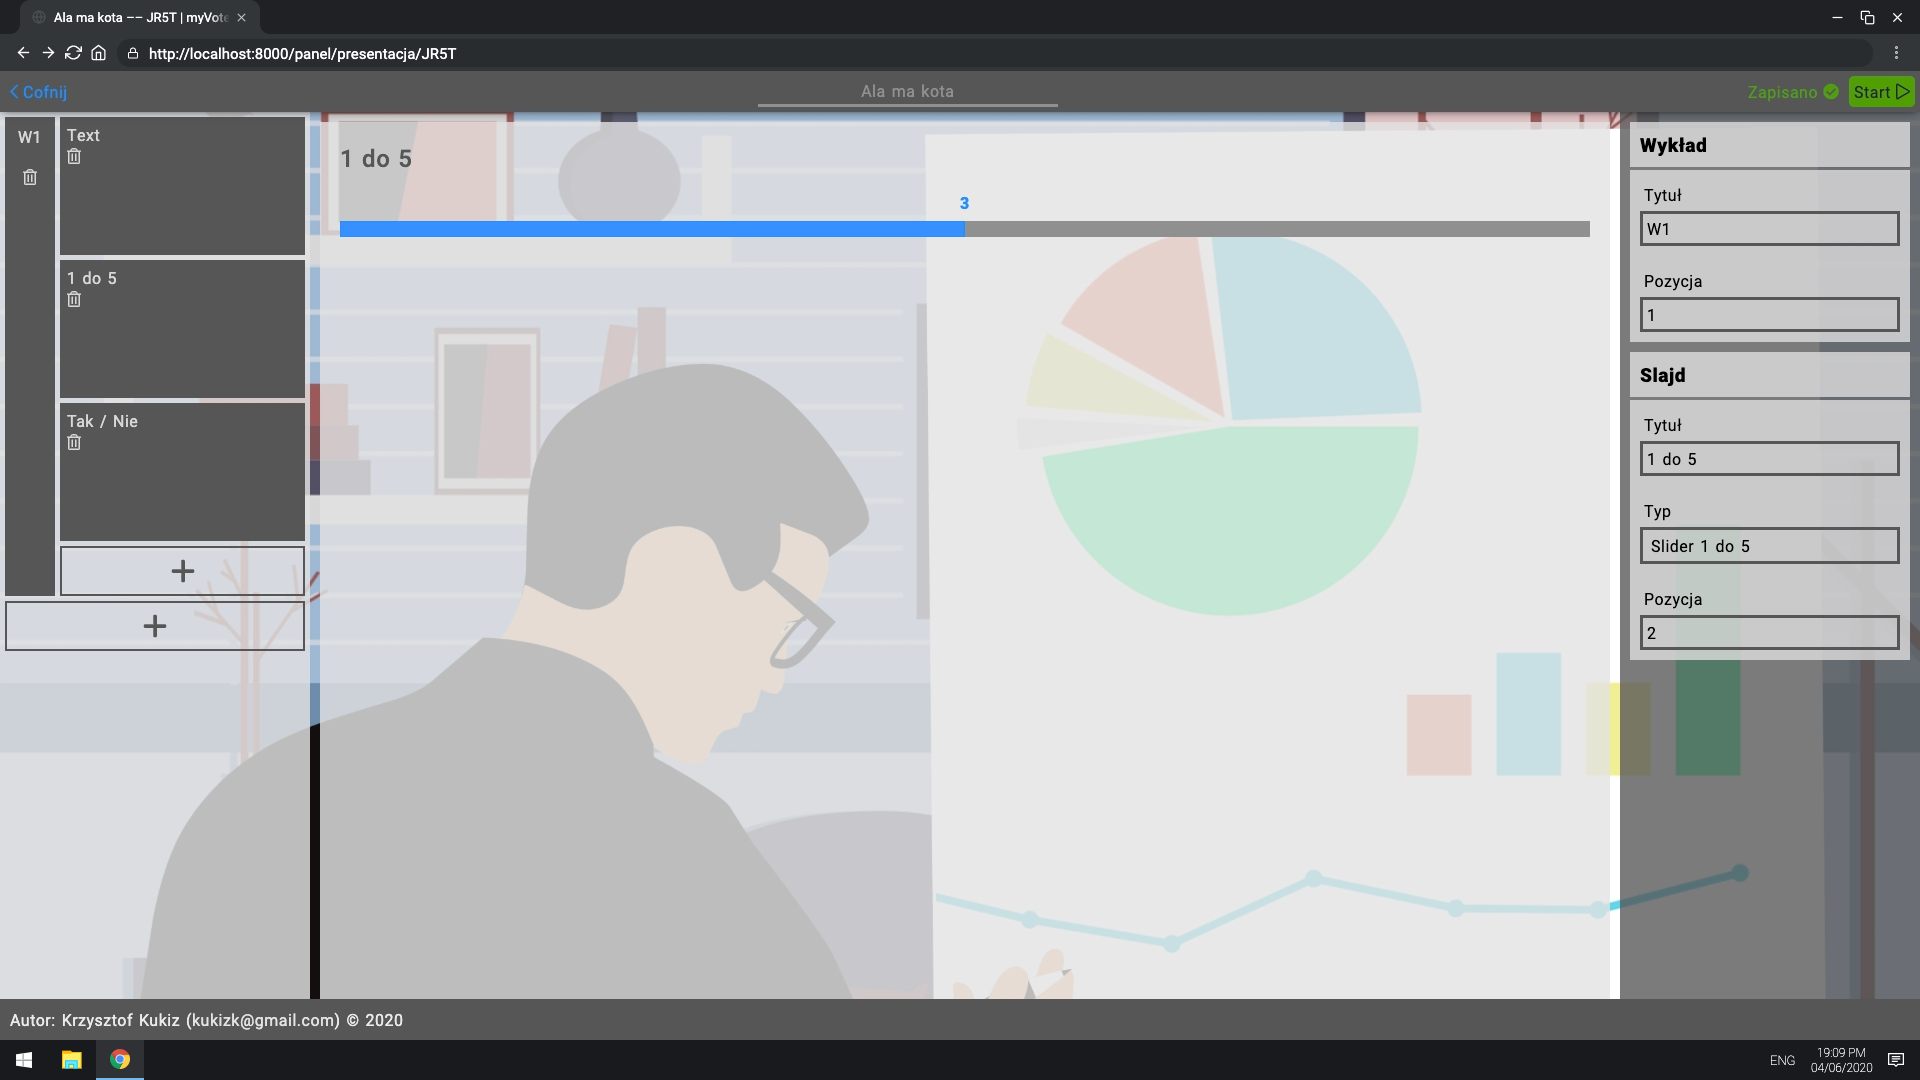 Ala ma kota –– JR5T | myVote
http://localhost:8000/panel/presentacja/JR5T
Cofnij
Ala ma kota
Zapisano
Start
W1
Text
1 do 5
Tak / Nie
1 do 5
3
Wykład
Tytuł
W1
Pozycja
1
Slajd
Tytuł
1 do 5
Typ
Slider 1 do 5
Pozycja
2
Autor: Krzysztof Kukiz (kukizk@gmail.com) © 2020
ENG
19:09 PM
04/06/2020